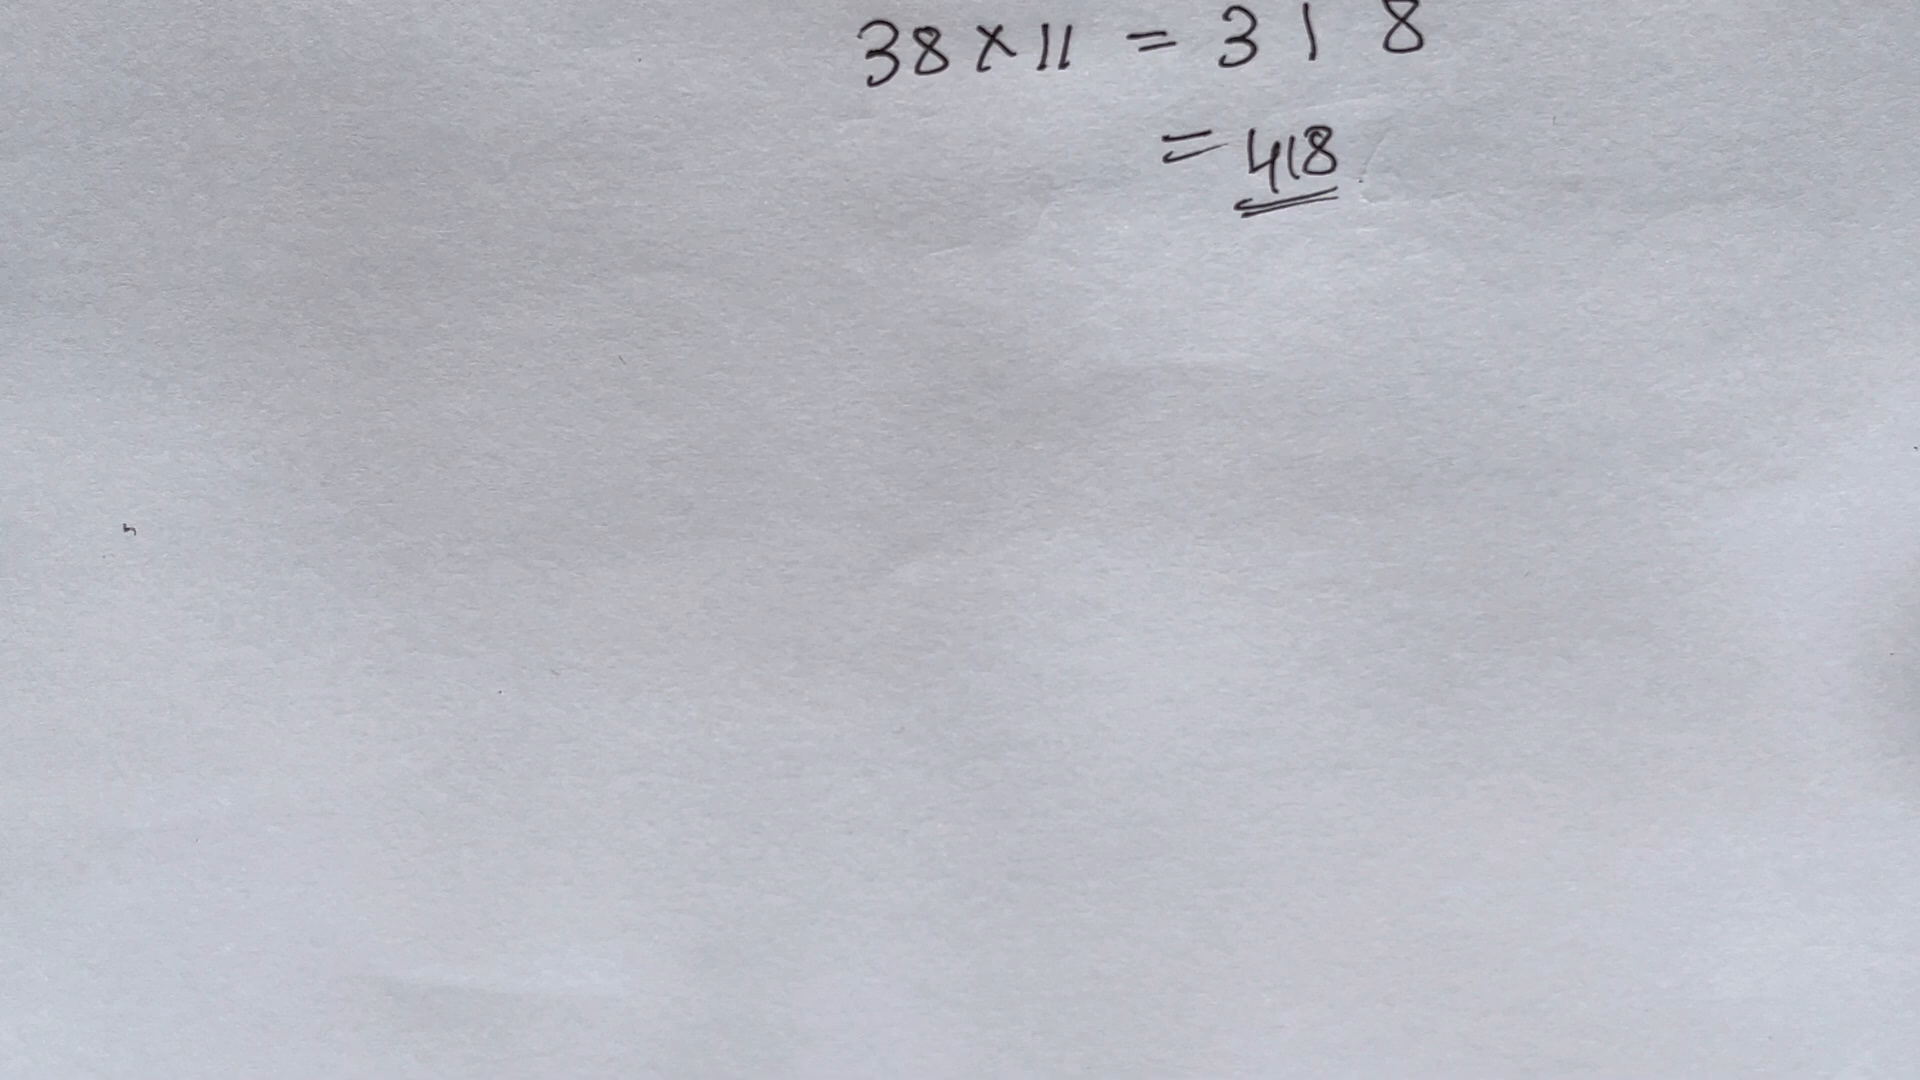 38 × 11 = 3 1 8
= 418